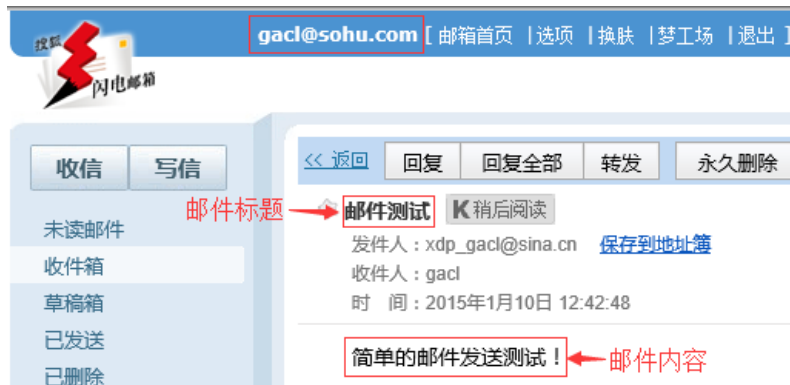 搜狐
闪电邮箱
gacl@sohu.com [ 邮箱首页 | 选项 | 换肤 | 梦工场 | 退出 ]
收信 写信
<< 返回 回复 回复全部 转发 永久删除
邮件标题 邮件测试 K 稍后阅读
未读邮件
发件人：xdp_gacl@sina.cn 保存到地址簿
收件箱
收件人：gacl
草稿箱
时 间：2015年1月10日 12:42:48
已发送
简单的邮件发送测试！ 邮件内容
已删除